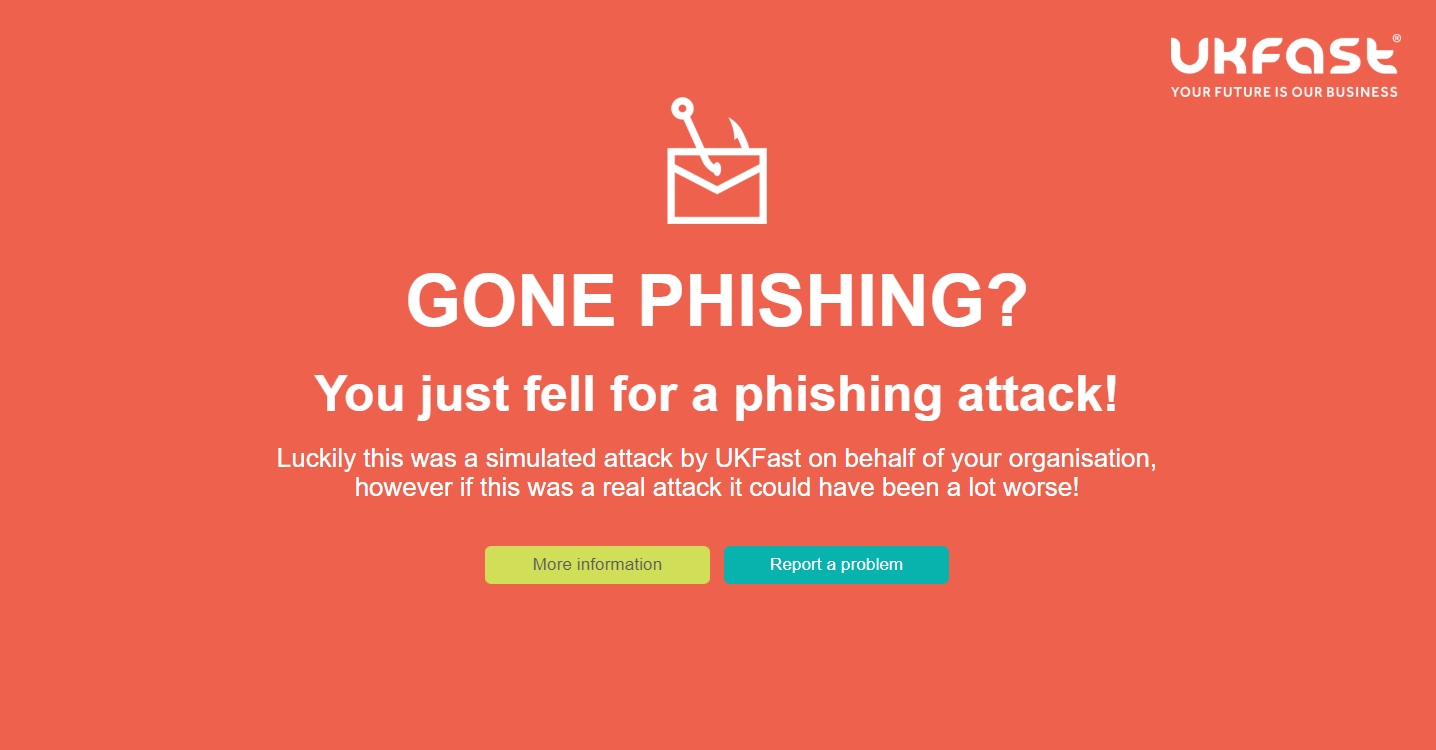 UKFast®
YOUR FUTURE IS OUR BUSINESS
GONE PHISHING?
You just fell for a phishing attack!
Luckily this was a simulated attack by UKFast on behalf of your organisation,
however if this was a real attack it could have been a lot worse!
More information
Report a problem